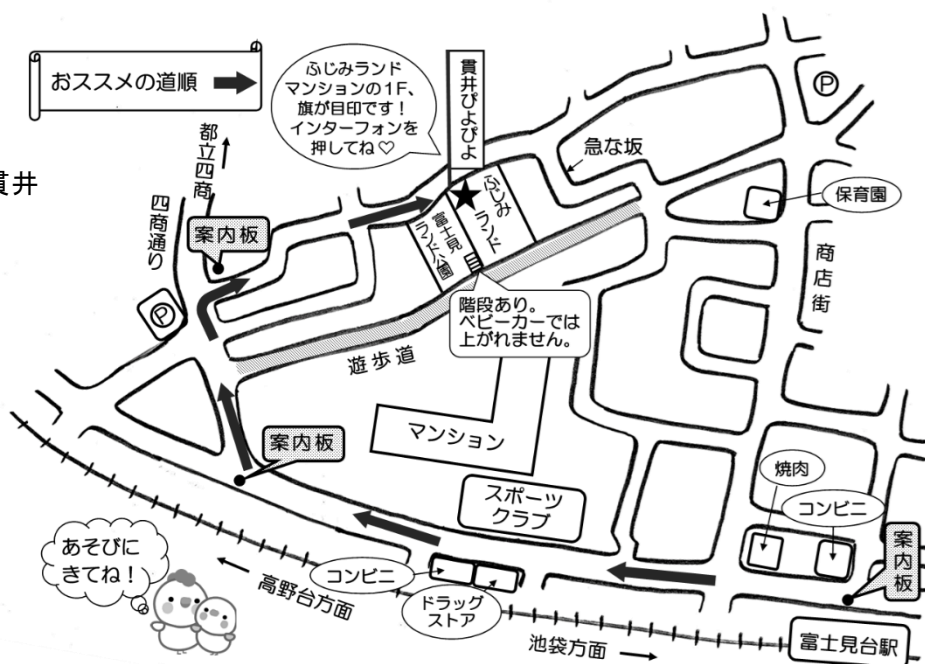 おススメの道順
ふじみランド
マンションの1F、
旗が目印です！
インターフォンを
押してね♡
貫井ぴよぴよ
急な坂
Ⓟ
都立四商
貫井
四商通り
案内板
ふじみ
ランド
富士見
ランド公園
保育園
商店街
Ⓟ
階段あり。
ベビーカーでは
上がれません。
遊歩道
マンション
案内板
スポーツ
クラブ
焼肉
コンビニ
案内板
あそびに
きてね！
高野台方面
コンビニ
ドラッグ
ストア
池袋方面
富士見台駅